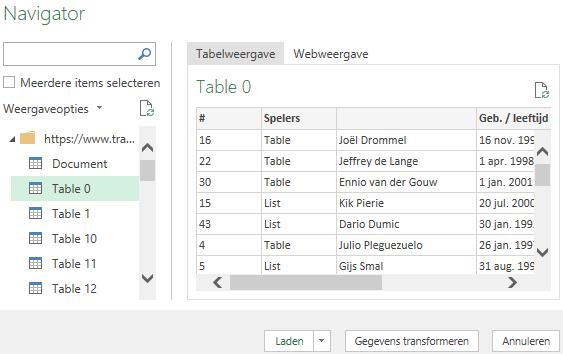 Navigator
Meerdere items selecteren
Weergaveopties
https://www.tra...
Document
Table 0
Table 1
Table 10
Table 11
Table 12
Tabelweergave Webweergave
Table 0
# Spelers Geb. / leeftijd
16 Table Joël Drommel 16 nov. 199
22 Table Jeffrey de Lange 1 apr. 1998
30 Table Ennio van der Gouw 1 jan. 2001
15 List Kik Pierie 20 jul. 2000
43 List Dario Dumic 30 jan. 199
4 Table Julio Pleguezuelo 26 jan. 199
5 List Gijs Smal 31 aug. 199
Laden Gegevens transformeren Annuleren